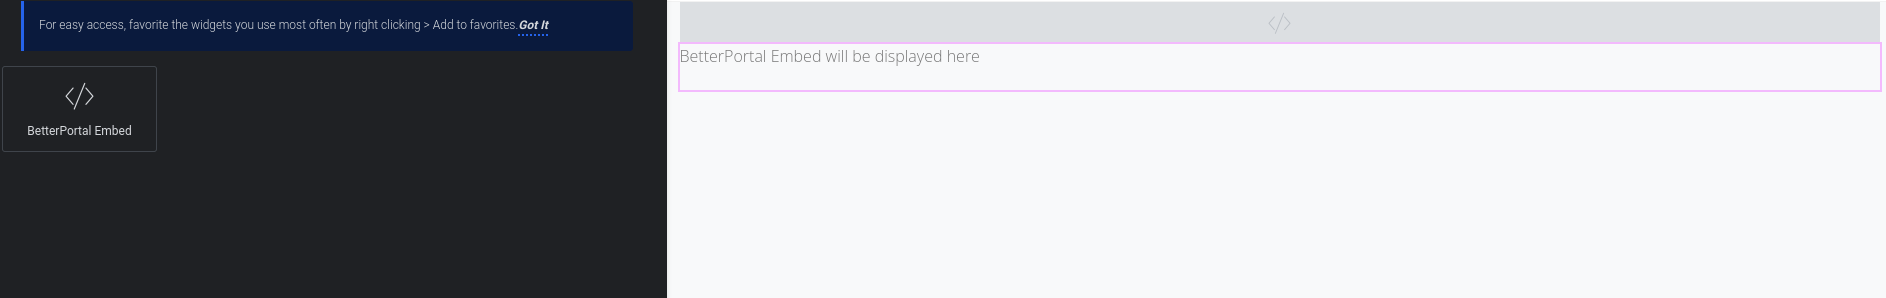 For easy access, favorite the widgets you use most often by right clicking > Add to favorites. Got It
BetterPortal Embed
BetterPortal Embed will be displayed here